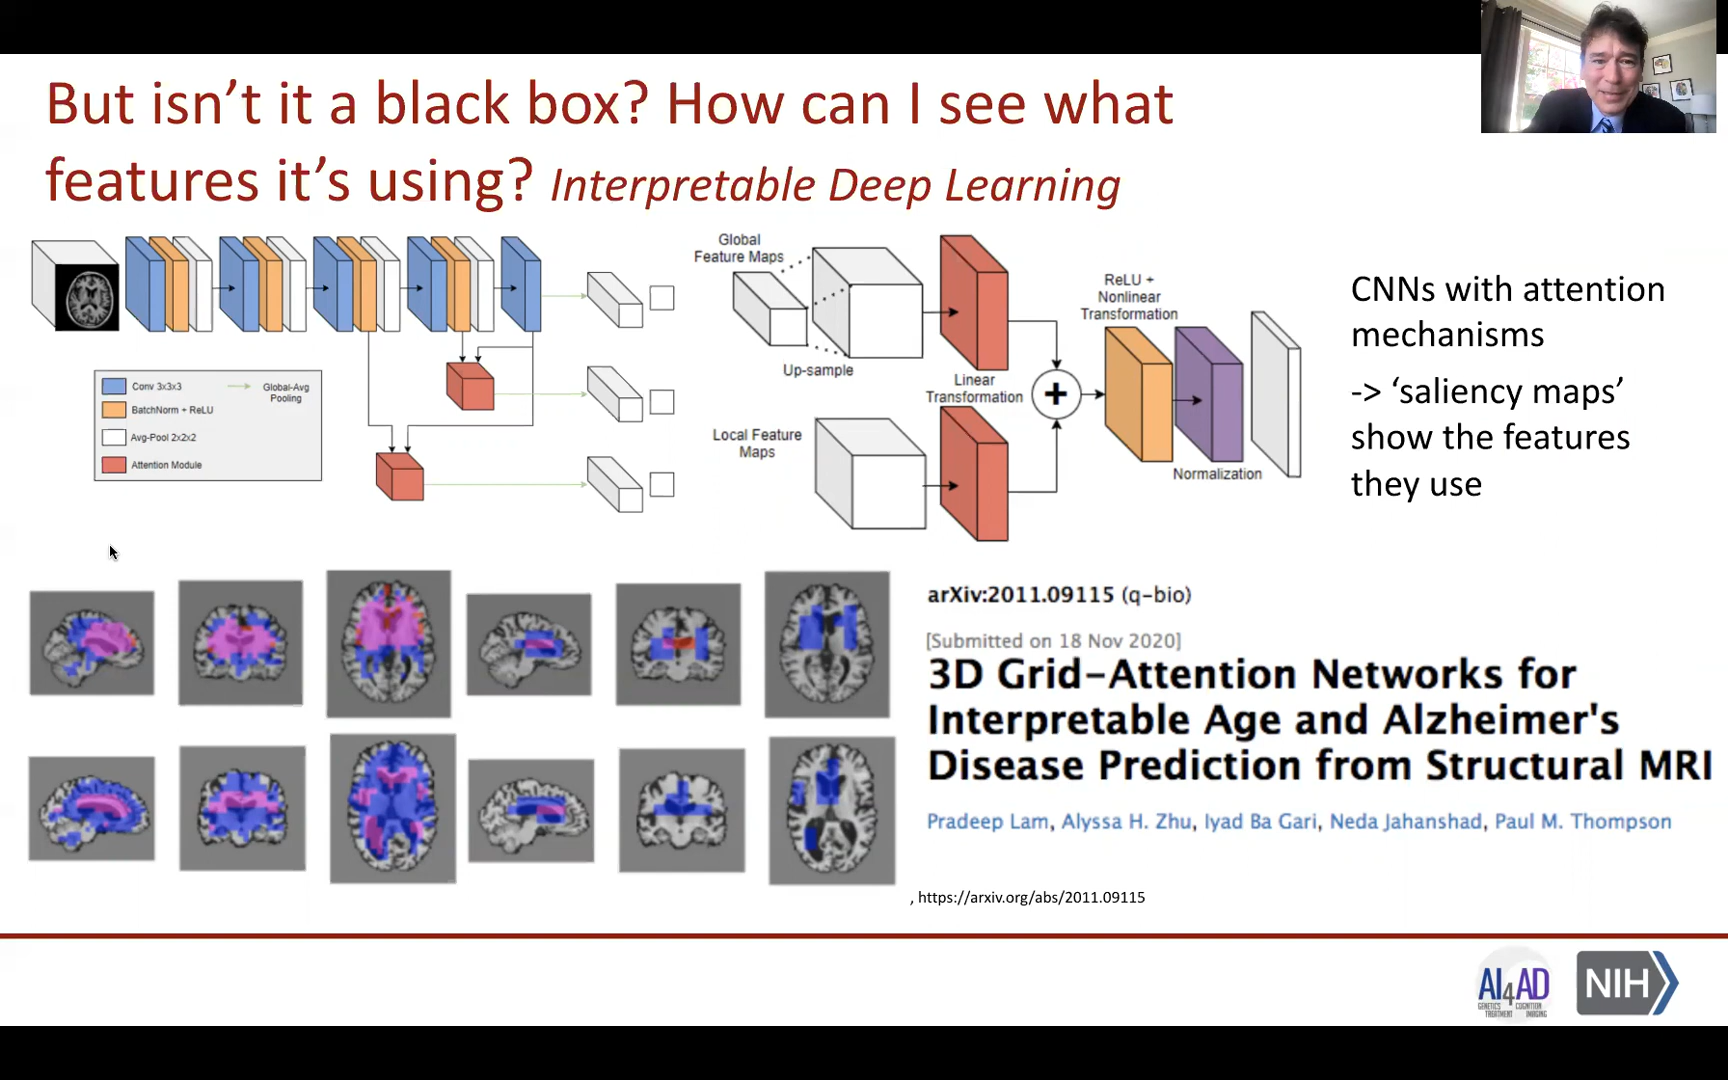 But isn't it a black box? How can I see what
features it's using? Interpretable Deep Learning
Conv 3x3x3
Global-Avg
Pooling
BatchNorm + ReLU
Avg-Pool 2x2x2
Attention Module
Global
Feature Maps
Up-sample
Linear
Transformation
Local Feature
Maps
ReLU +
Nonlinear
Transformation
Normalization
CNNs with attention
mechanisms
-> ‘saliency maps’
show the features
they use
arXiv:2011.09115 (q-bio)
[Submitted on 18 Nov 2020]
3D Grid-Attention Networks for
Interpretable Age and Alzheimer's
Disease Prediction from Structural MRI
Pradeep Lam, Alyssa H. Zhu, Iyad Ba Gari, Neda Jahanshad, Paul M. Thompson
, https://arxiv.org/abs/2011.09115
AI4AD
GENETICS COGNITION
TREATMENT IMAGING
NIH